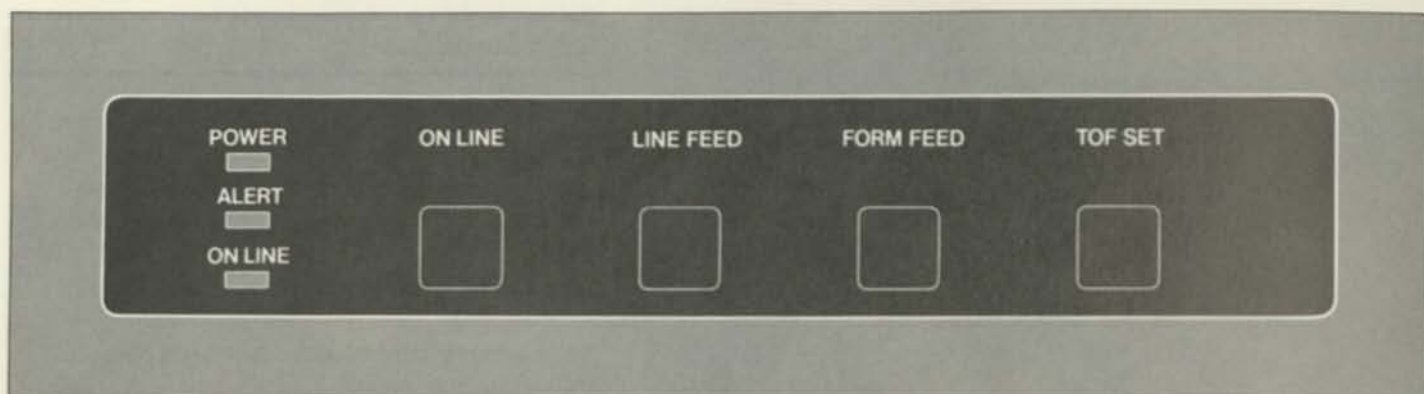 POWER
ALERT
ON LINE
ON LINE
LINE FEED
FORM FEED
TOF SET